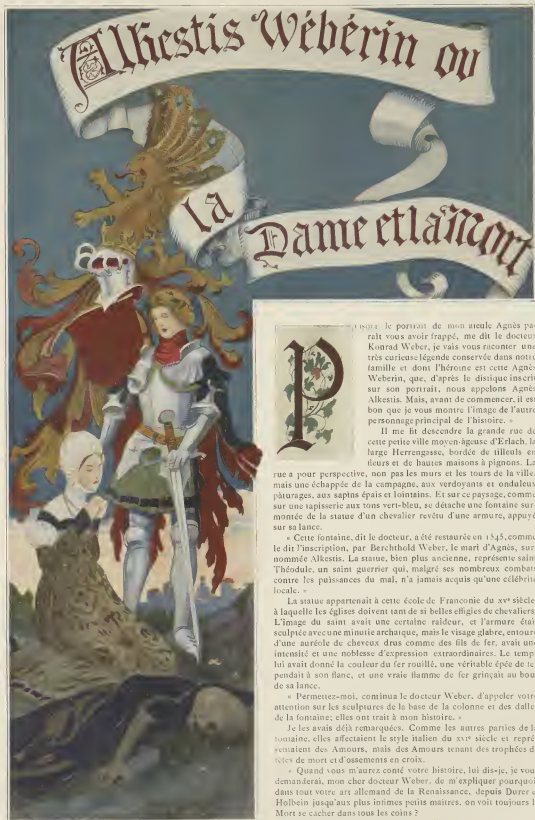 Alkestis Wébérin ou
la
Dame et la Mort
le portrait de mon aïeule Agnès pa-
raît vous avoir frappé, me dit le docteur
Konrad Weber, je vais vous raconter une
très curieuse légende conservée dans notre
famille et dont l'héroïne est cette Agnès
Weberin, que, d'après le distique inscrit
sur son portrait, nous appelons Agnès
Alkestis. Mais, avant de commencer, il est
bon que je vous montre l'image de l'autre
personnage principal de l'histoire. »
Il me fit descendre la grande rue de
cette petite ville moyen-âgeuse d'Erlach, la
large Herrengasse, bordée de tilleuls en
fleurs et de hautes maisons à pignons. La
rue a pour perspective, non pas les murs et les tours de la ville,
mais une échappée de la campagne, aux verdoyants et onduleux
pâturages, aux sapins épais et lointains. Et sur ce paysage, comme
sur une tapisserie aux tons vert-bleu, se détache une fontaine sur-
montée de la statue d'un chevalier revêtu d'une armure, appuyé
sur sa lance.
« Cette fontaine, dit le docteur, a été restaurée en 1545, comme
le dit l'inscription, par Berchthold Weber, le mari d'Agnès, sur-
nommée Alkestis. La statue, bien plus ancienne, représente saint
Théodule, un saint guerrier qui, malgré ses nombreux combats
contre les puissances du mal, n'a jamais acquis qu'une célébrité
locale. »
La statue appartenait à cette école de Franconie du XVe siècle,
à laquelle les églises doivent tant de si belles effigies de chevaliers.
L'image du saint avait une certaine raideur, et l'armure était
sculptée avec une minutie archaïque, mais le visage glabre, entouré
d'une auréole de cheveux drus comme des fils de fer, avait une
intensité et une noblesse d'expression extraordinaires. Le temps
lui avait donné la couleur du fer rouillé, une véritable épée de fer
pendait à son flanc, et une vraie flamme de fer grinçait au bout
de sa lance.
« Permettez-moi, continua le docteur Weber, d'appeler votre
attention sur les sculptures de la base de la colonne et des dalles
de la fontaine; elles ont trait à mon histoire. »
Je les avais déjà remarquées. Comme les autres parties de la
fontaine, elles affectaient le style italien du XVIe siècle et repré-
sentaient des Amours, mais des Amours tenant des trophées de
têtes de mort et d'ossements en croix.
« Quand vous m'aurez conté votre histoire, lui dis-je, je vous
demanderai, mon cher docteur Weber, de m'expliquer pourquoi,
dans tout votre art allemand de la Renaissance, depuis Durer et
Holbein jusqu'aux plus intimes petits maîtres, on voit toujours la
Mort se cacher dans tous les coins ?